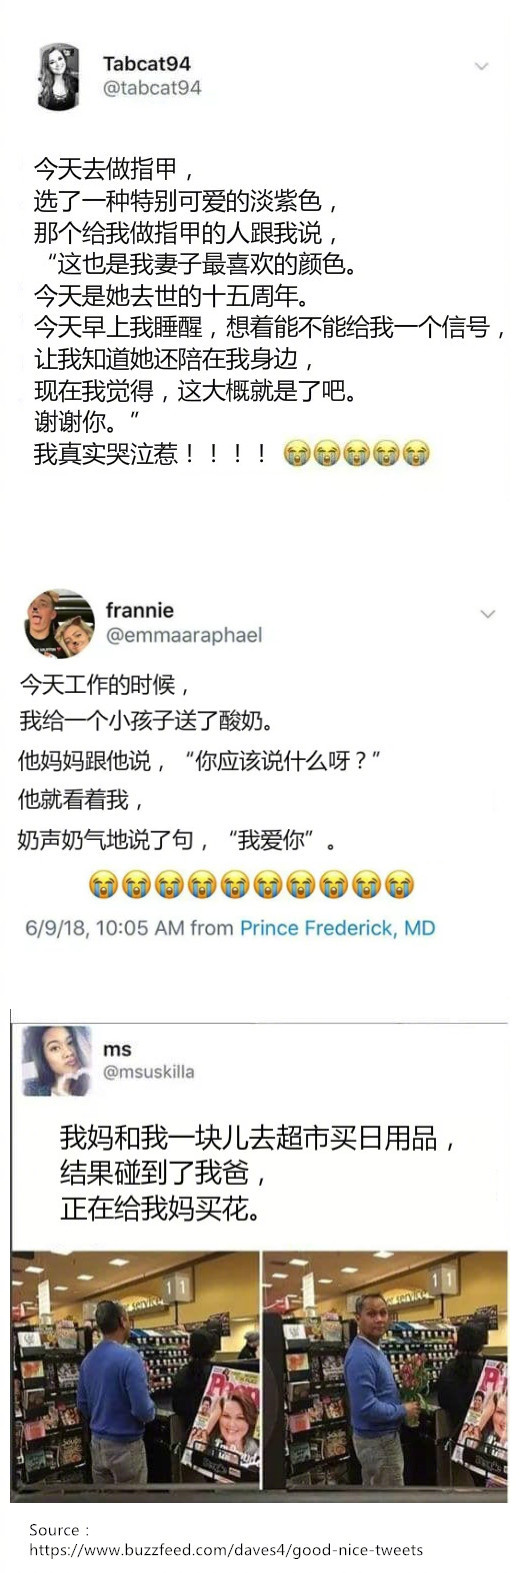 Tabcat94
@tabcat94
今天去做指甲，
选了一种特别可爱的淡紫色，
那个给我做指甲的人跟我说，
“这也是我妻子最喜欢的颜色。
今天是她去世的十五周年。
今天早上我睡醒，想着能不能给我一个信号，
让我知道她还陪在我身边，
现在我觉得，这大概就是了吧。
谢谢你。”
我真实哭泣惹！！！！ 😭😭😭😭😭
frannie
@emmaaraphael
今天工作的时候，
我给一个小孩子送了酸奶。
他妈妈跟他说，“你应该说什么呀？”
他就看着我，
奶声奶气地说了句，“我爱你”。
😭😭😭😭😭😭😭😭😭😭
6/9/18, 10:05 AM from Prince Frederick, MD
ms
@msuskilla
我妈和我一块儿去超市买日用品，
结果碰到了我爸，
正在给我妈买花。
11
11
Source：
https://www.buzzfeed.com/daves4/good-nice-tweets